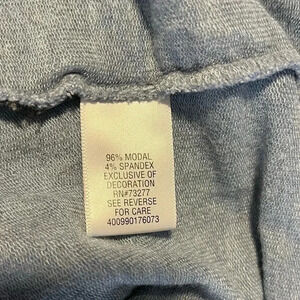 96% MODAL
4% SPANDEX
EXCLUSIVE OF
DECORATION
RN#73277
SEE REVERSE
FOR CARE
400990176073